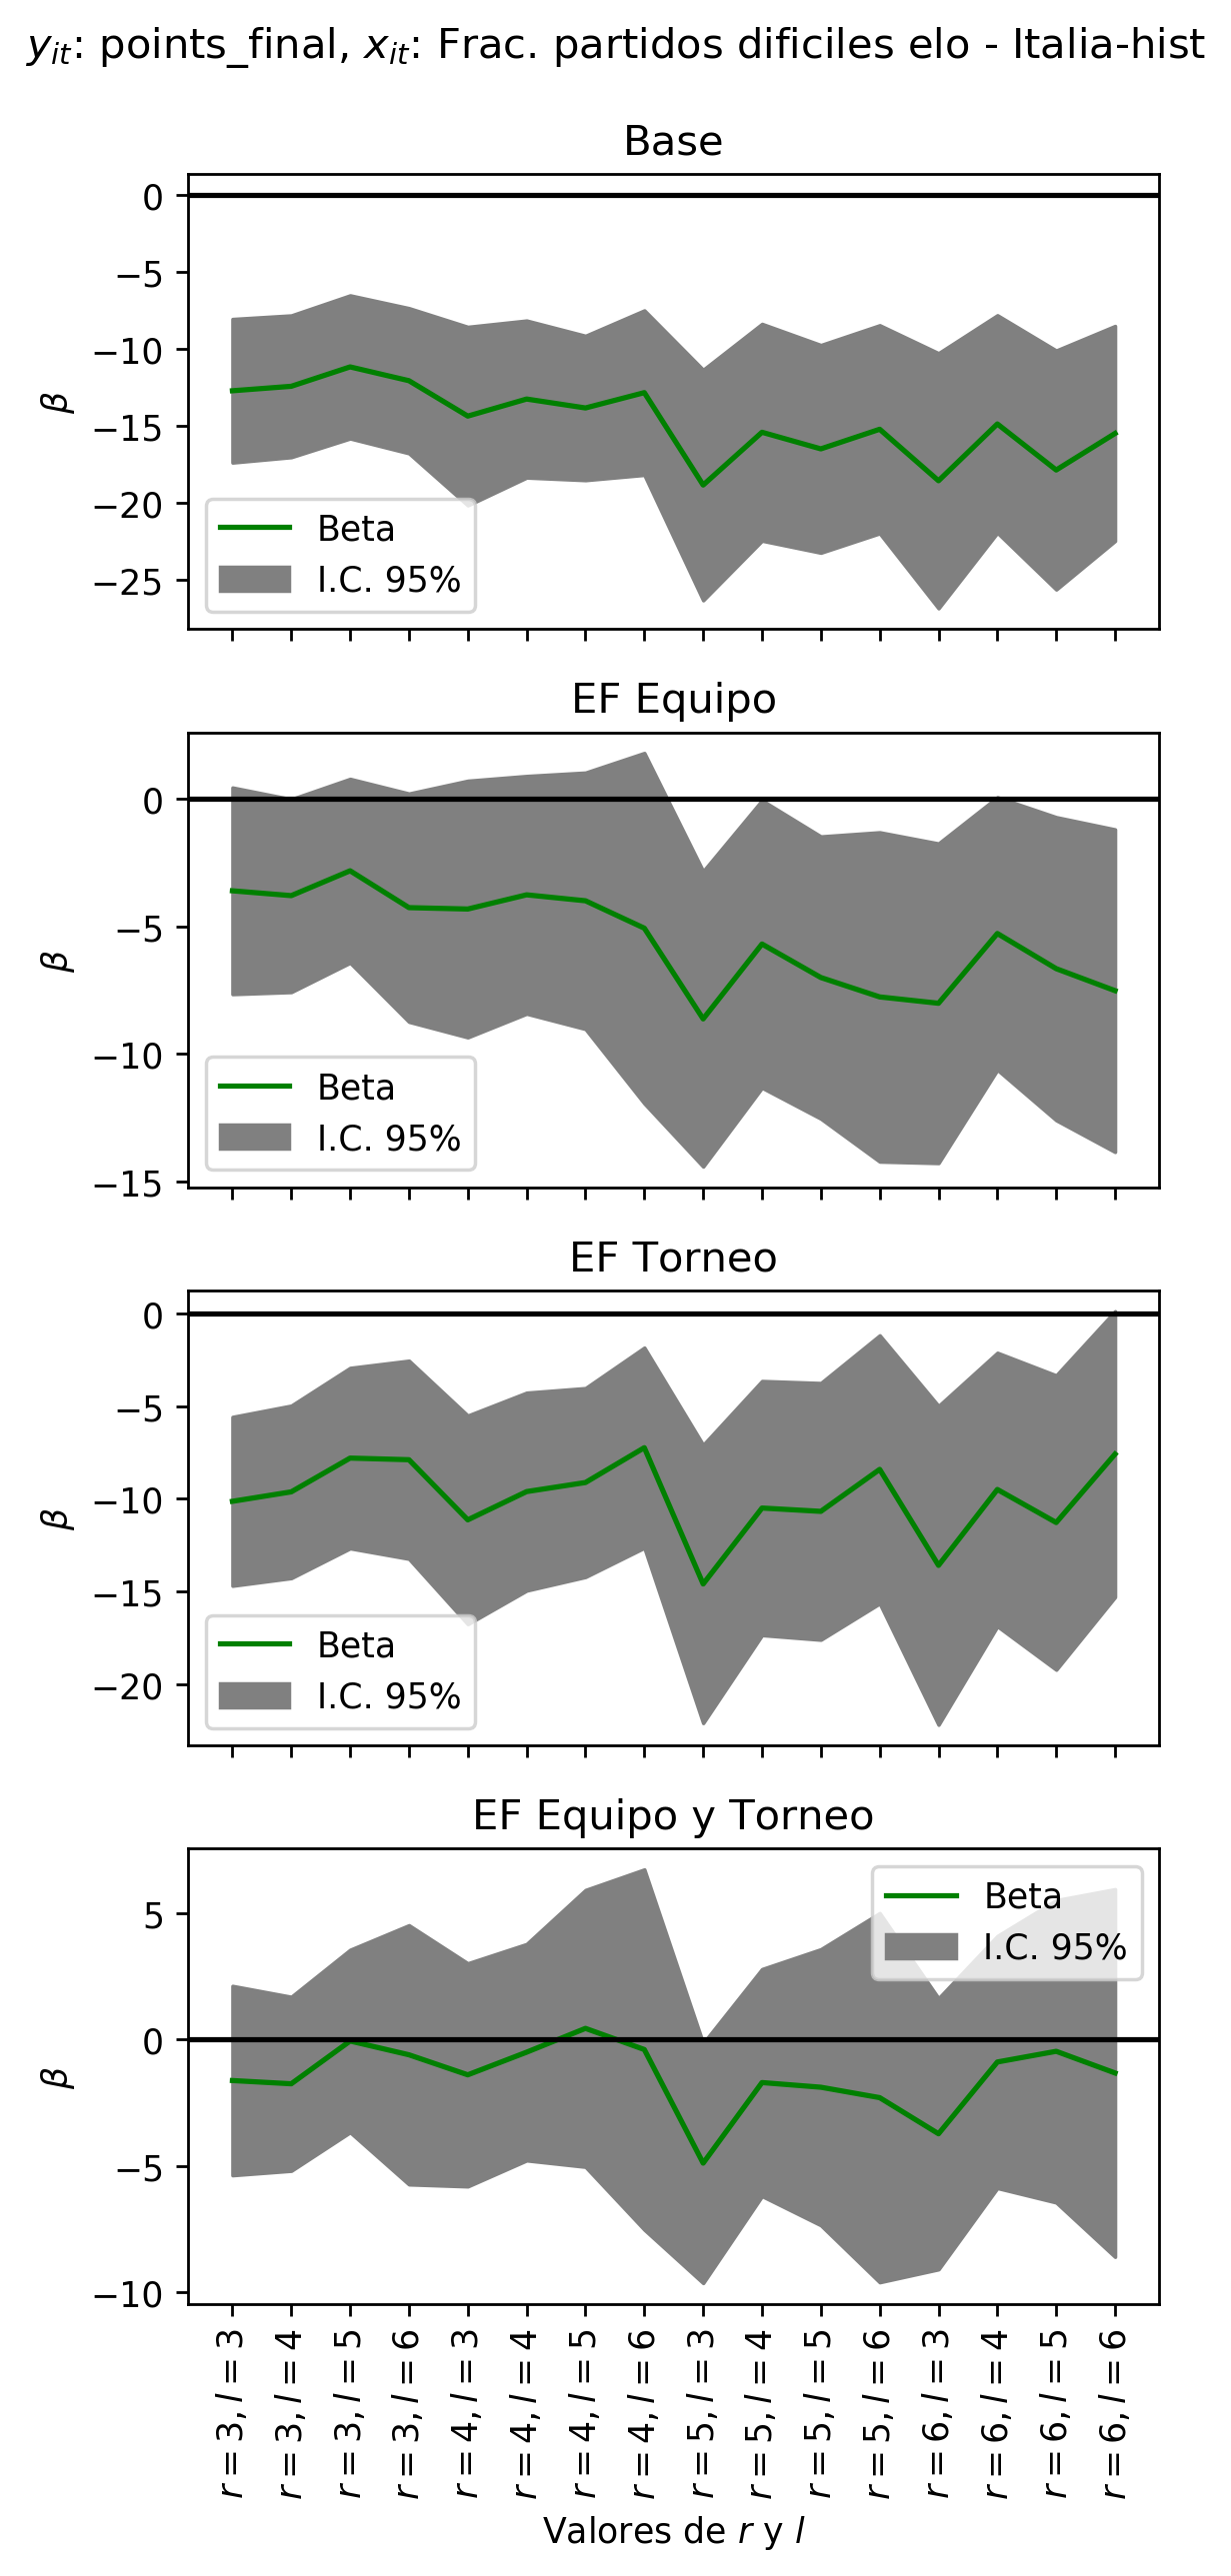 y_it: points_final, x_it: Frac. partidos dificiles elo - Italia-hist
Base
0
−5
−10
−15
−20
−25
β
Beta
I.C. 95%
EF Equipo
0
−5
−10
−15
β
Beta
I.C. 95%
EF Torneo
0
−5
−10
−15
−20
β
Beta
I.C. 95%
EF Equipo y Torneo
5
0
−5
−10
β
Beta
I.C. 95%
r = 3, l = 3
r = 3, l = 4
r = 3, l = 5
r = 3, l = 6
r = 4, l = 3
r = 4, l = 4
r = 4, l = 5
r = 4, l = 6
r = 5, l = 3
r = 5, l = 4
r = 5, l = 5
r = 5, l = 6
r = 6, l = 3
r = 6, l = 4
r = 6, l = 5
r = 6, l = 6
Valores de r y l